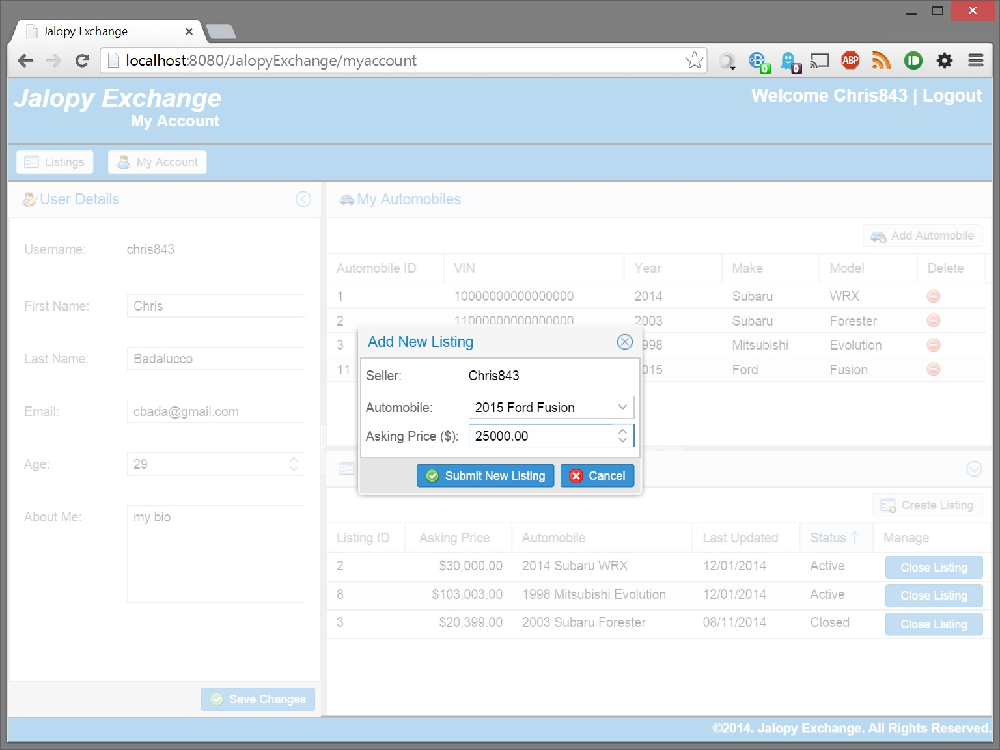 Jalopy Exchange
localhost:8080/JalopyExchange/myaccount
0
0
ABP
Jalopy Exchange
My Account
Welcome Chris843 | Logout
Listings
My Account
User Details
Username: chris843
First Name: Chris
Last Name: Badalucco
Email: cbada@gmail.com
Age: 29
About Me: my bio
Save Changes
My Automobiles
Add Automobile
Automobile ID VIN Year Make Model Delete
1 10000000000000000 2014 Subaru WRX
2 11000000000000000 2003 Subaru Forester
3 998 Mitsubishi Evolution
11 015 Ford Fusion
Add New Listing
Seller: Chris843
Automobile: 2015 Ford Fusion
Asking Price ($): 25000.00
Submit New Listing
Cancel
Create Listing
Listing ID Asking Price Automobile Last Updated Status Manage
2 $30,000.00 2014 Subaru WRX 12/01/2014 Active Close Listing
8 $103,003.00 1998 Mitsubishi Evolution 12/01/2014 Active Close Listing
3 $20,399.00 2003 Subaru Forester 08/11/2014 Closed Close Listing
©2014. Jalopy Exchange. All Rights Reserved.